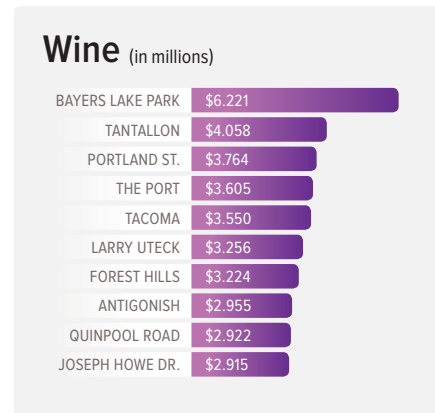 Wine (in millions)
BAYERS LAKE PARK $6.221
TANTALLON $4.058
PORTLAND ST. $3.764
THE PORT $3.605
TACOMA $3.550
LARRY UTECK $3.256
FOREST HILLS $3.224
ANTIGONISH $2.955
QUINPOOL ROAD $2.922
JOSEPH HOWE DR. $2.915